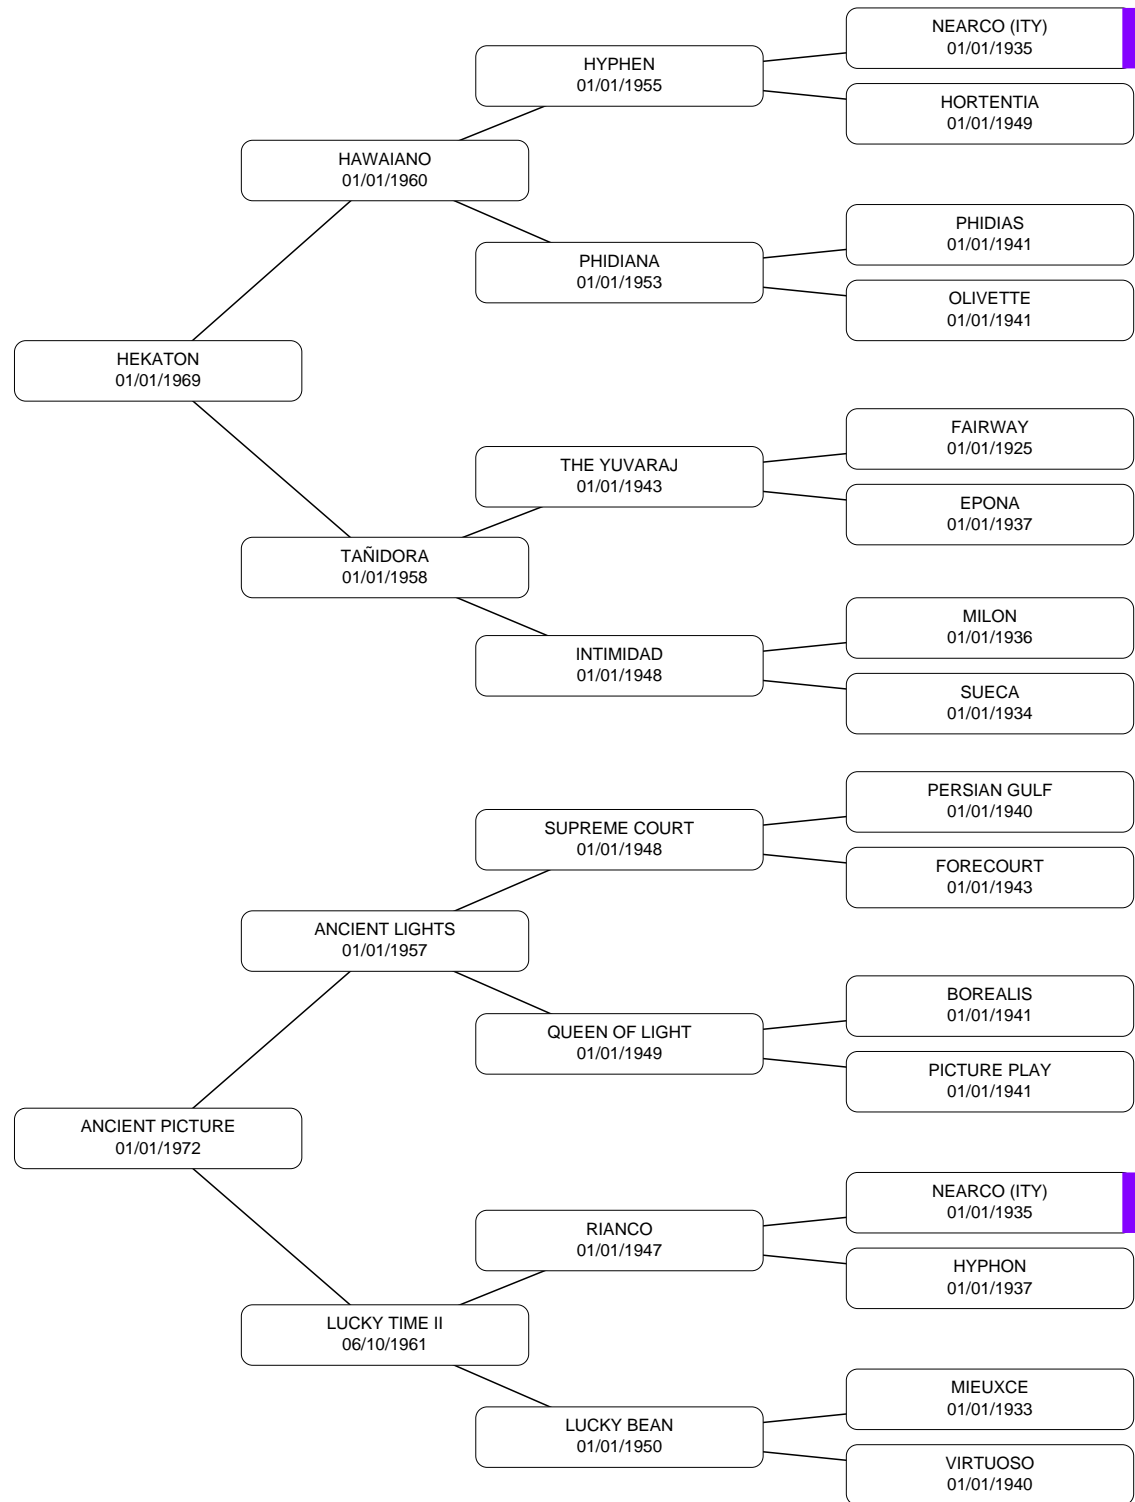 NEARCO (ITY)
01/01/1935
HYPHEN
01/01/1955
HORTENTIA
01/01/1949
HAWAIANO
01/01/1960
PHIDIAS
01/01/1941
PHIDIANA
01/01/1953
OLIVETTE
01/01/1941
HEKATON
01/01/1969
FAIRWAY
01/01/1925
THE YUVARAJ
01/01/1943
EPONA
01/01/1937
TAÑIDORA
01/01/1958
MILON
01/01/1936
INTIMIDAD
01/01/1948
SUECA
01/01/1934
PERSIAN GULF
01/01/1940
SUPREME COURT
01/01/1948
FORECOURT
01/01/1943
ANCIENT LIGHTS
01/01/1957
BOREALIS
01/01/1941
QUEEN OF LIGHT
01/01/1949
PICTURE PLAY
01/01/1941
ANCIENT PICTURE
01/01/1972
NEARCO (ITY)
01/01/1935
RIANCO
01/01/1947
HYPHON
01/01/1937
LUCKY TIME II
06/10/1961
MIEUXCE
01/01/1933
LUCKY BEAN
01/01/1950
VIRTUOSO
01/01/1940